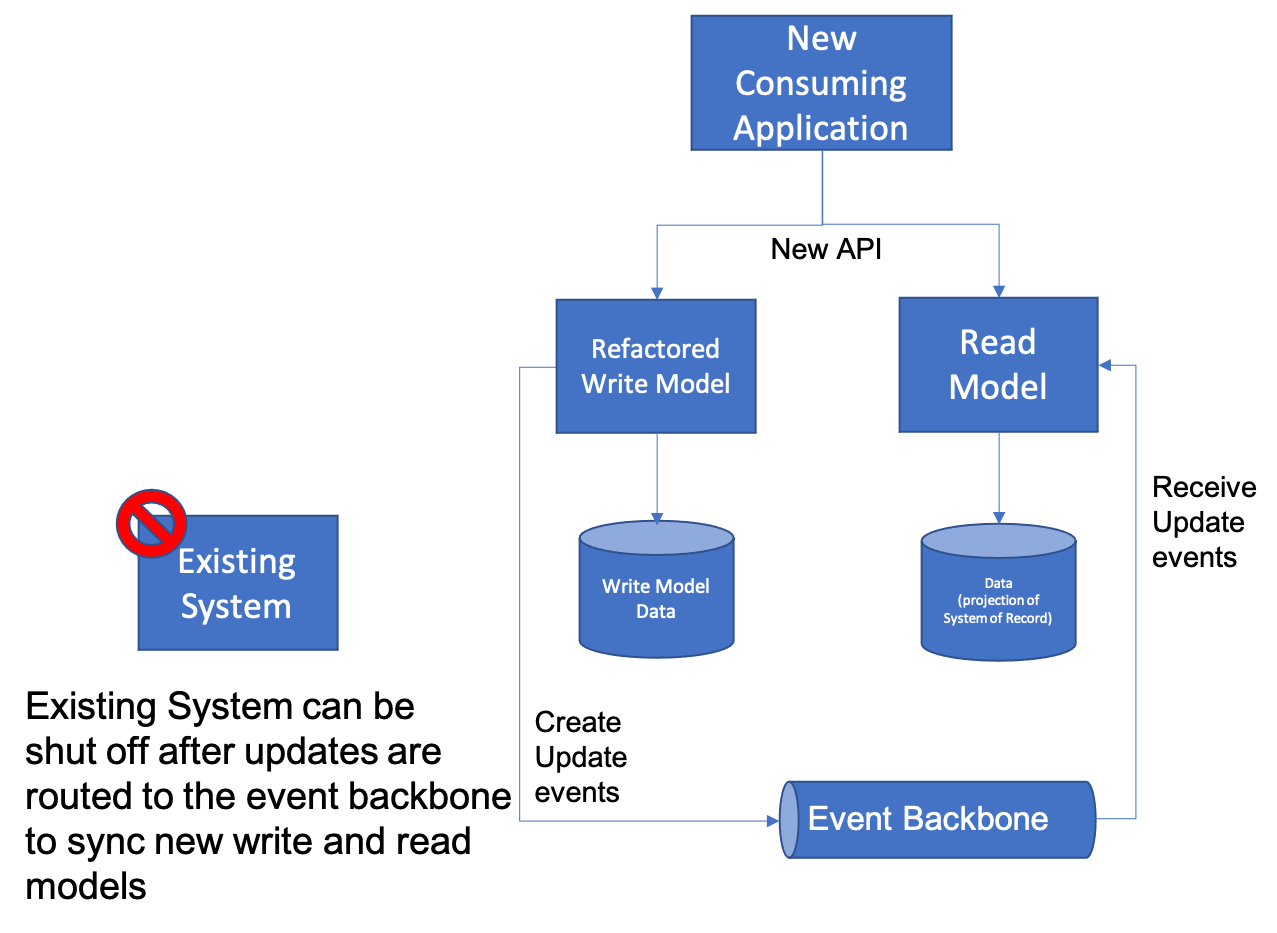 New
Consuming
Application
New API
Refactored
Write Model
Read
Model
Receive
Update
events
Existing
System
Write Model
Data
Data
(projection of
System of Record)
Existing System can be
shut off after updates are
routed to the event backbone
to sync new write and read
models
Create
Update
events
Event Backbone